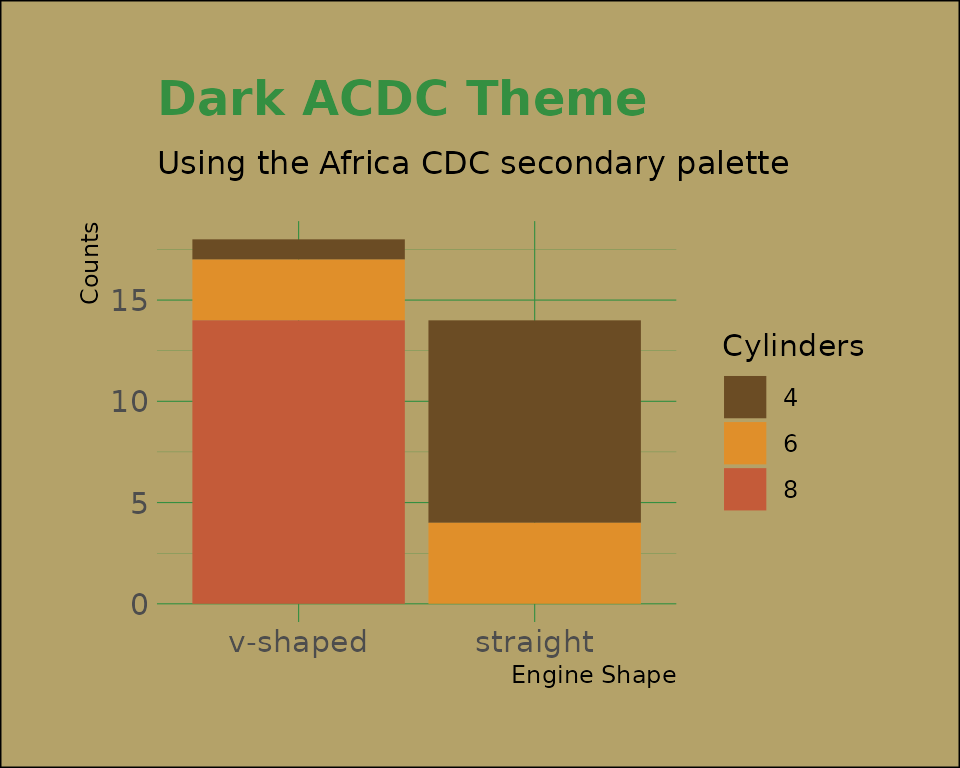 Dark ACDC Theme
Using the Africa CDC secondary palette
Counts
15
10
5
0
v-shaped straight
Engine Shape
Cylinders
4
6
8